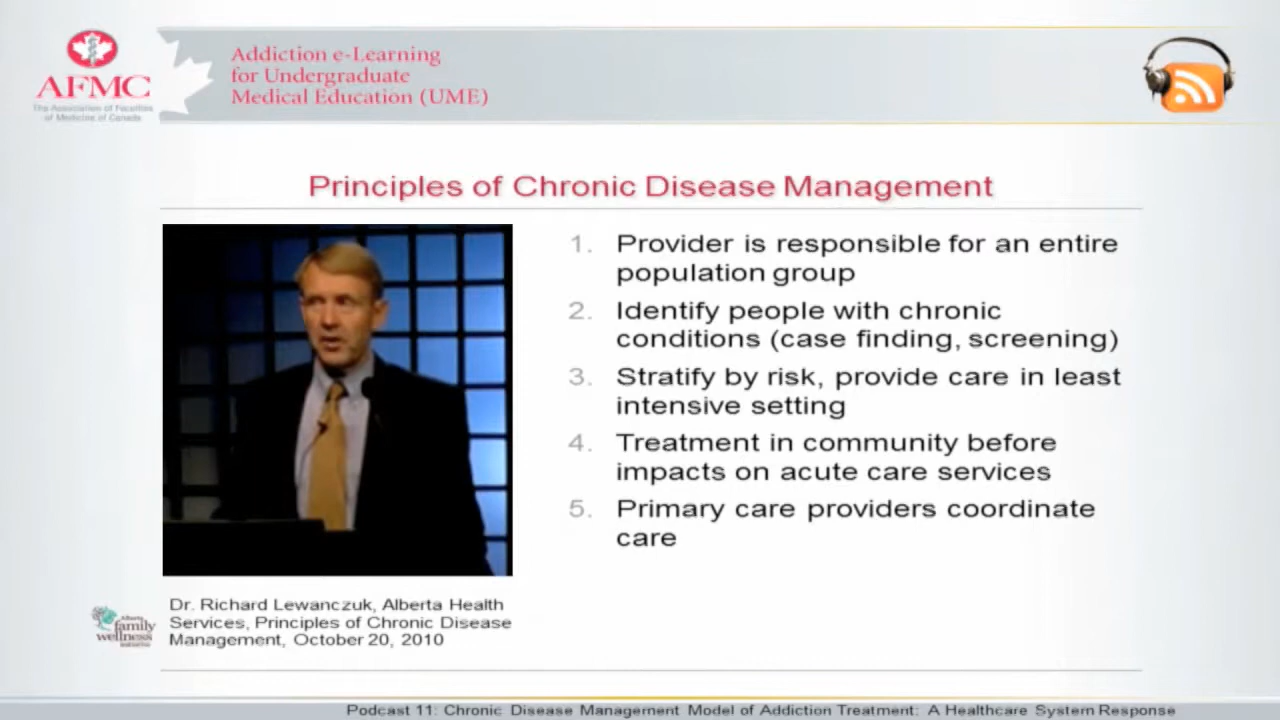 AFMC
The Association of Faculties
of Medicine of Canada
Addiction e-Learning
for Undergraduate
Medical Education (UME)
Principles of Chronic Disease Management
1. Provider is responsible for an entire
population group
2. Identify people with chronic
conditions (case finding, screening)
3. Stratify by risk, provide care in least
intensive setting
4. Treatment in community before
impacts on acute care services
5. Primary care providers coordinate
care
Alberta
family
wellness
initiative
Dr. Richard Lewanczuk, Alberta Health
Services, Principles of Chronic Disease
Management, October 20, 2010
Podcast 11: Chronic Disease Management Model of Addiction Treatment: A Healthcare System Response